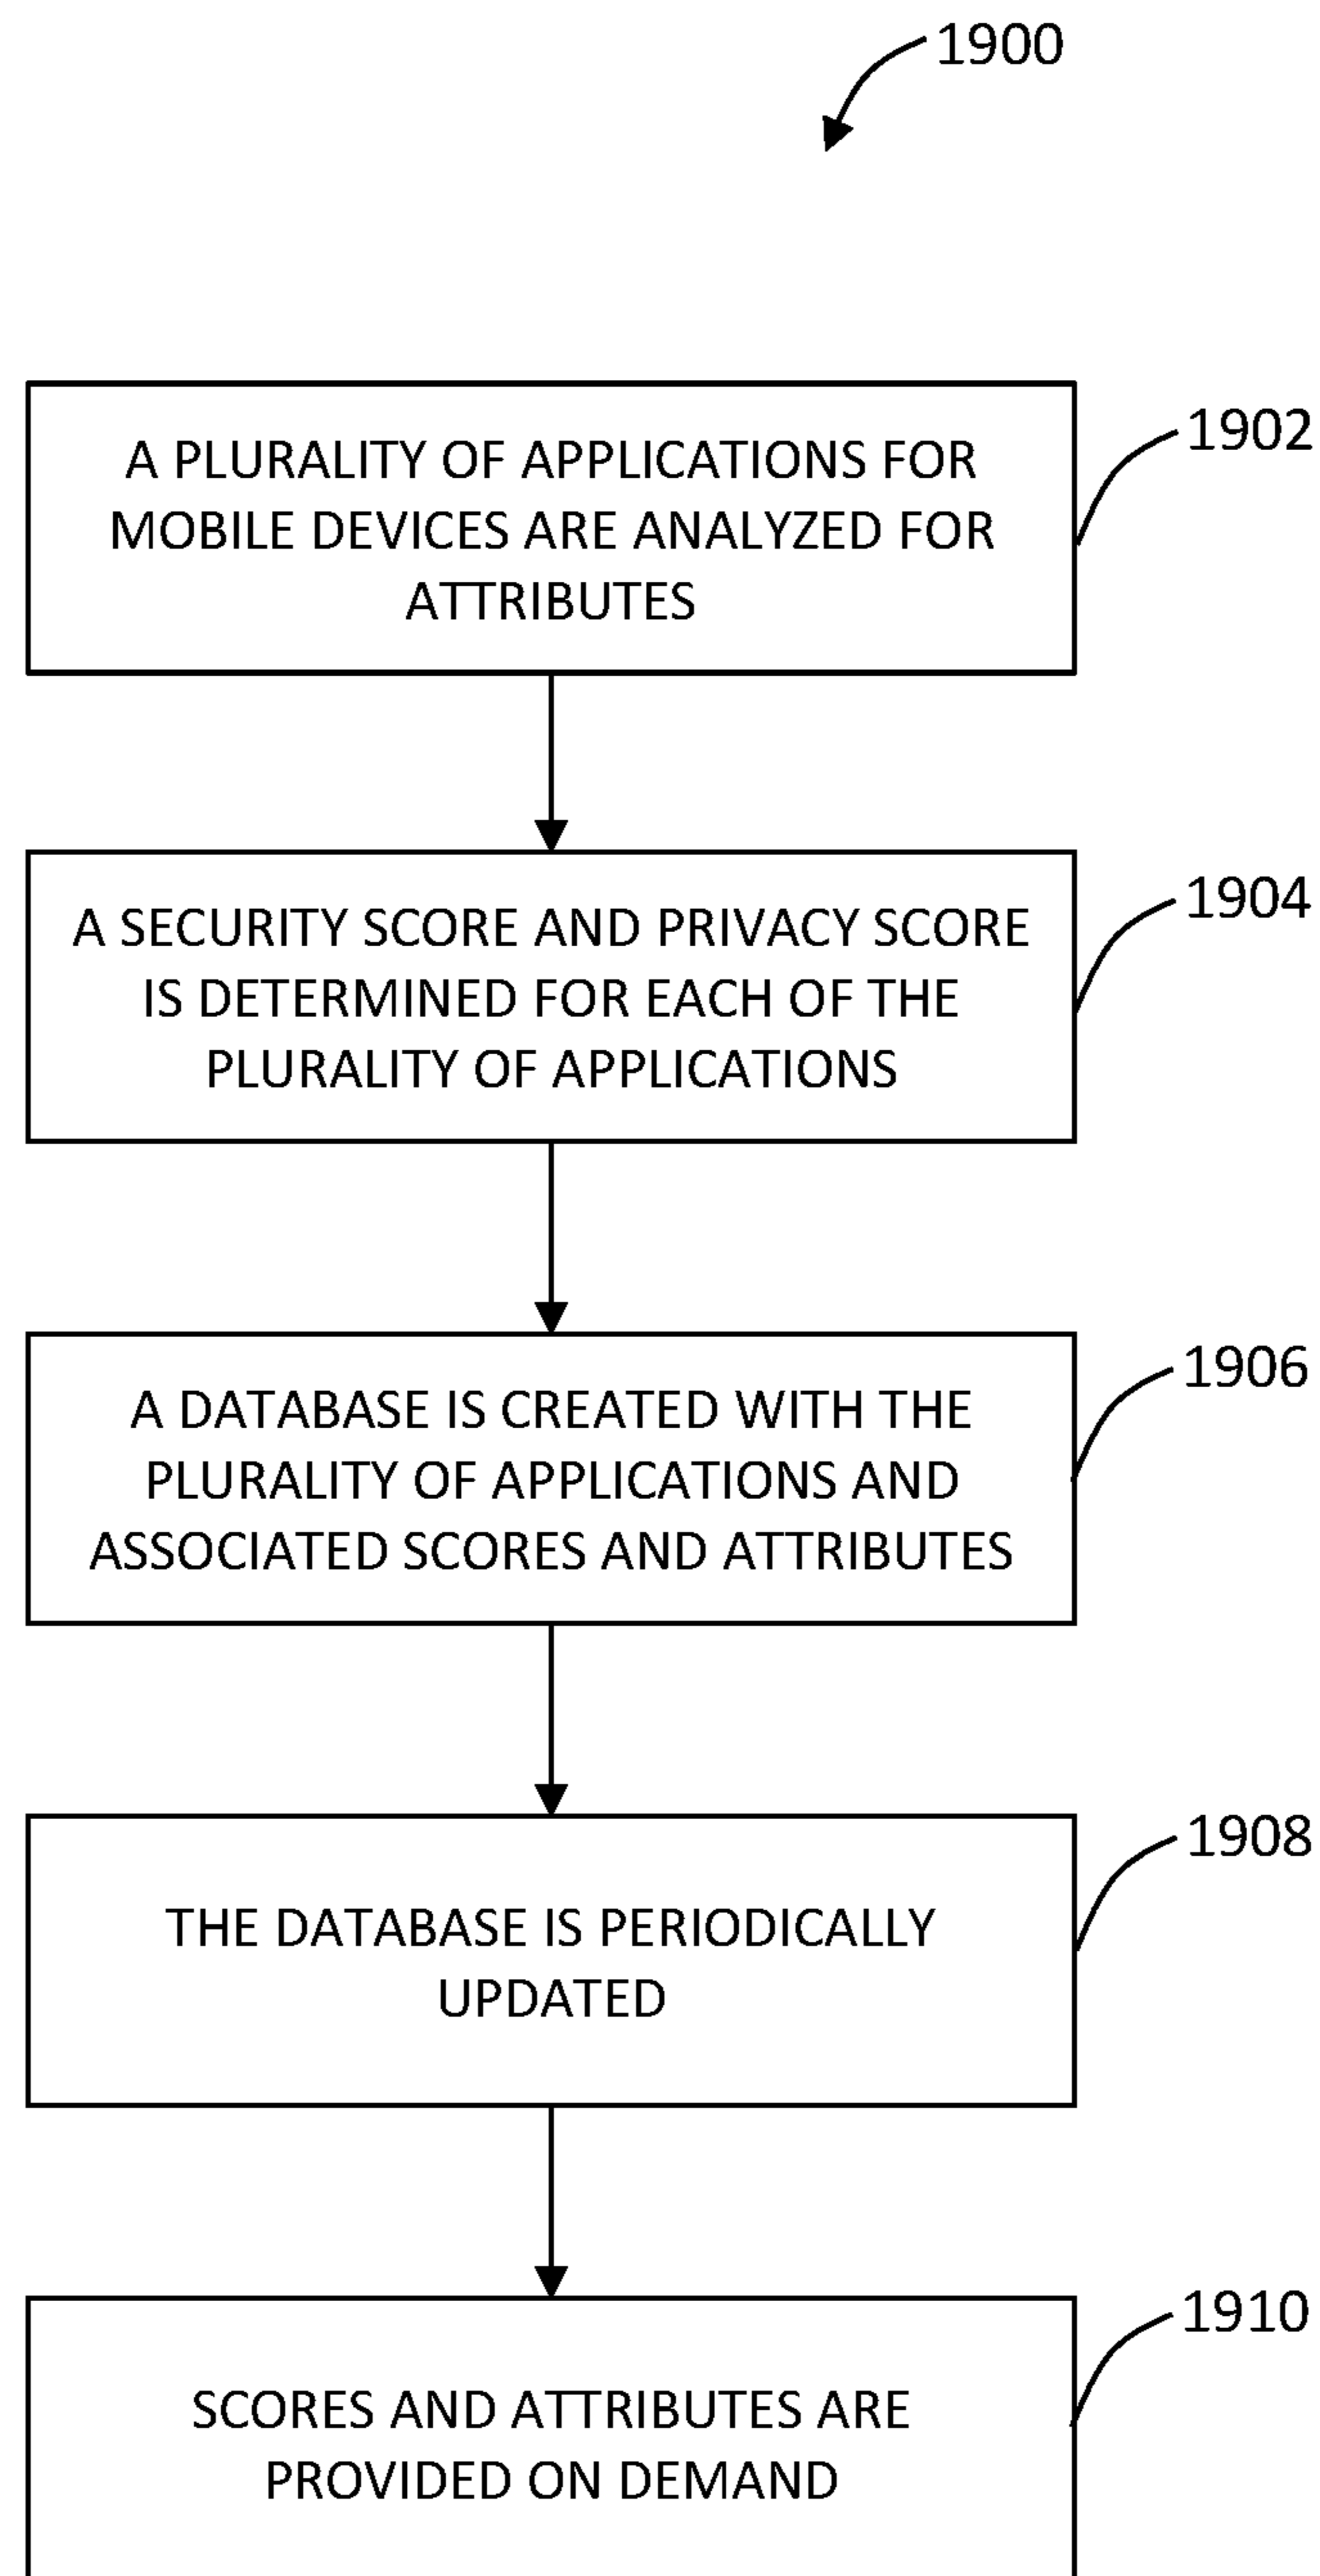 1900
1902
A PLURALITY OF APPLICATIONS FOR
MOBILE DEVICES ARE ANALYZED FOR
ATTRIBUTES
1904
A SECURITY SCORE AND PRIVACY SCORE
IS DETERMINED FOR EACH OF THE
PLURALITY OF APPLICATIONS
1906
A DATABASE IS CREATED WITH THE
PLURALITY OF APPLICATIONS AND
ASSOCIATED SCORES AND ATTRIBUTES
1908
THE DATABASE IS PERIODICALLY
UPDATED
1910
SCORES AND ATTRIBUTES ARE
PROVIDED ON DEMAND